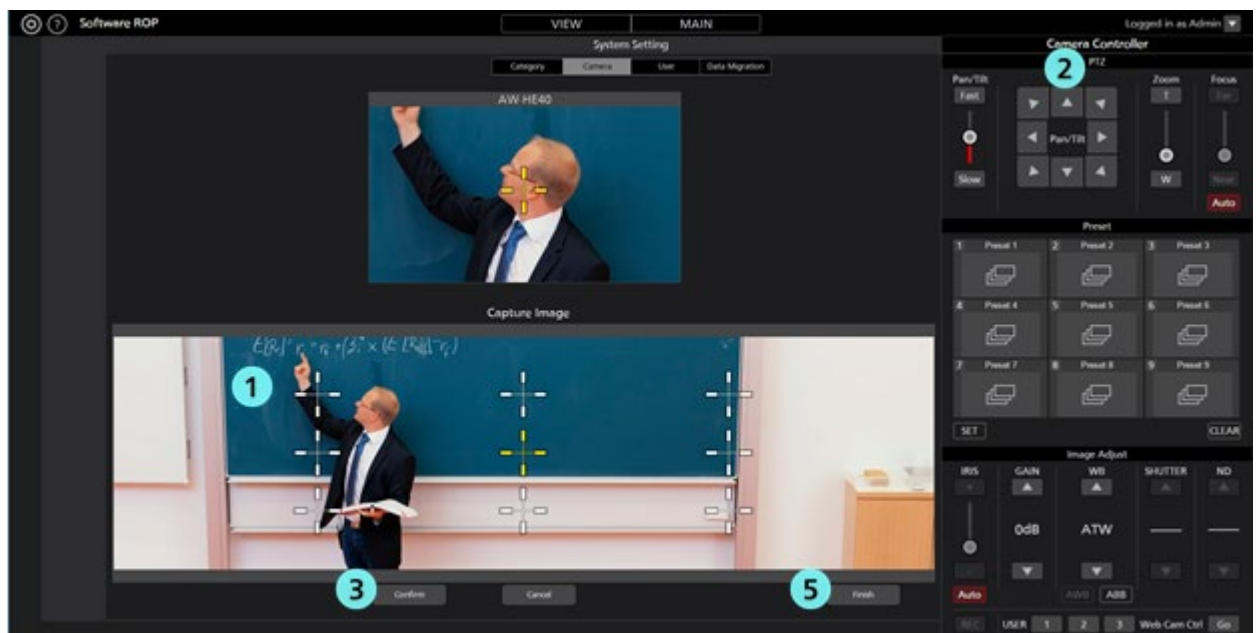 ? Software ROP
VIEW
MAIN
Logged in as Admin
System Setting
Category
Camera
User
Data Migration
AW-HE40
Capture Image
1
3
Confirm
Cancel
5
Finish
Camera Controller
PTZ
2
Pan/Tilt
Zoom
Focus
Fast
T
Far
Pan/Tilt
Slow
W
Near
Auto
Preset
1 Preset 1
2 Preset 2
3 Preset 3
4 Preset 4
5 Preset 5
6 Preset 6
7 Preset 7
8 Preset 8
9 Preset 9
SET
CLEAR
Image Adjust
IRIS
GAIN
WB
SHUTTER
ND
0dB
ATW
Auto
AWB
ABB
REC
USER
1
2
3
Web Cam Ctrl
Go